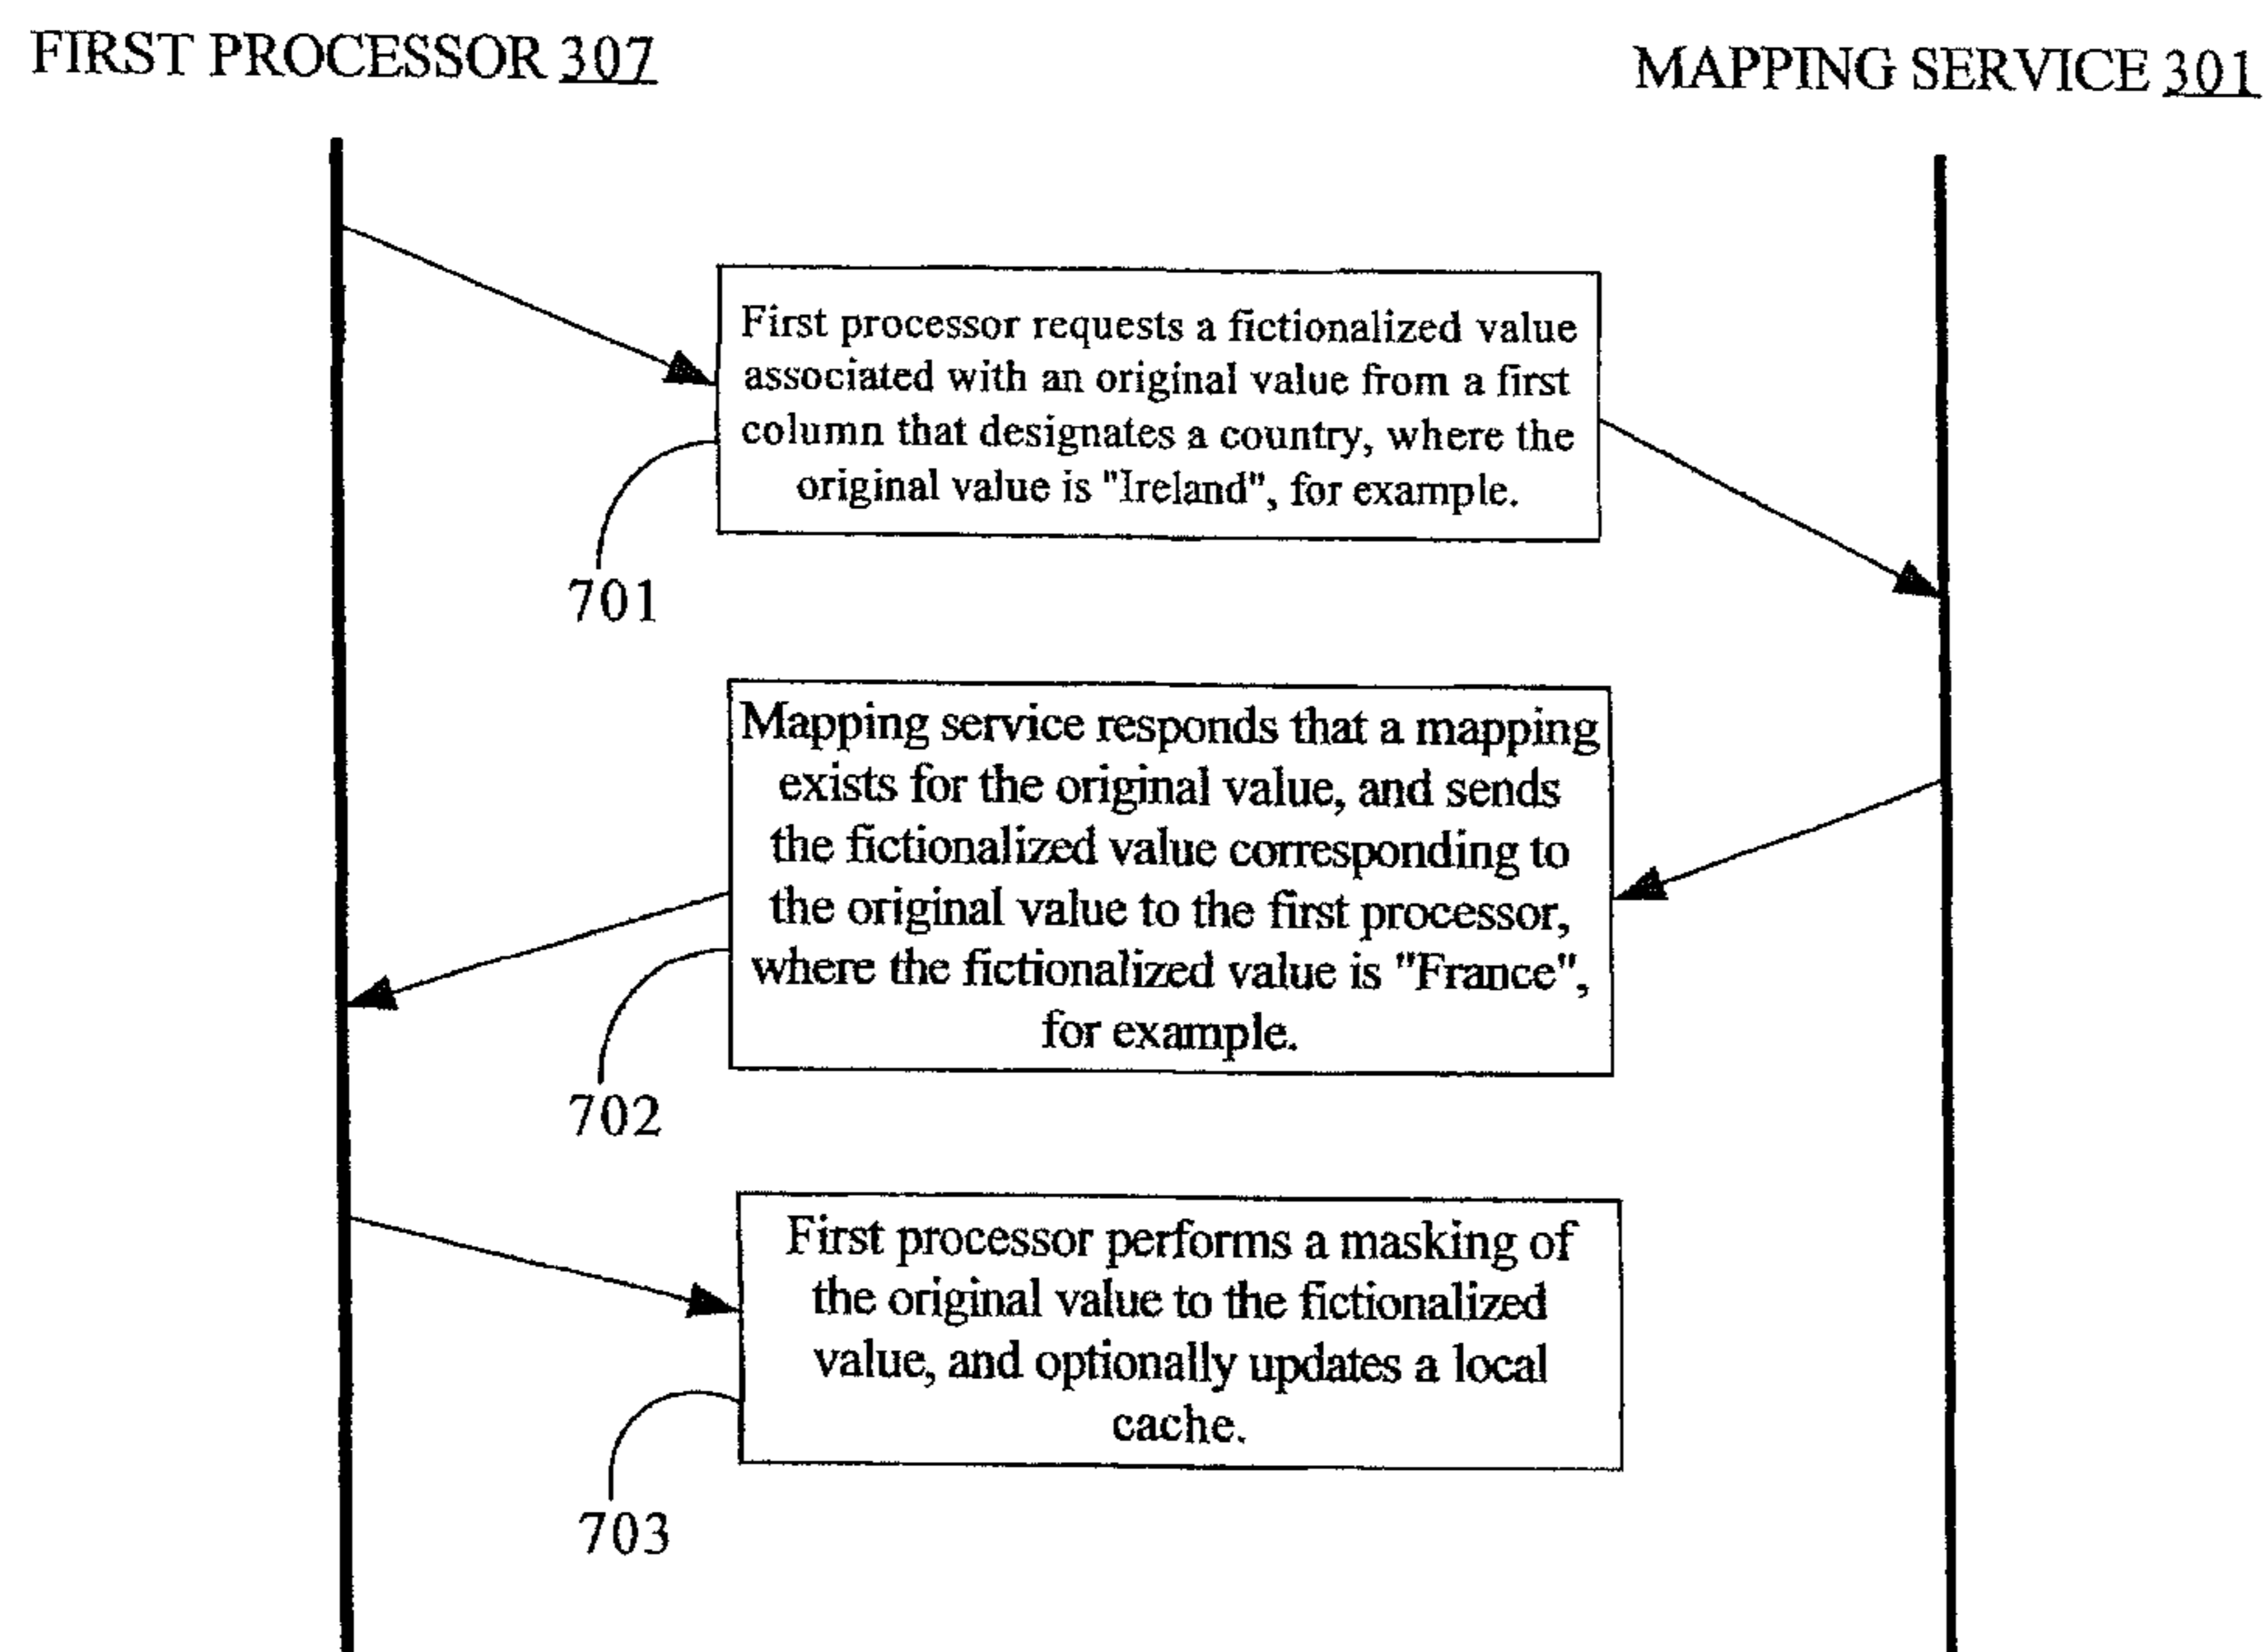 FIRST PROCESSOR 307
MAPPING SERVICE 301
First processor requests a fictionalized value
associated with an original value from a first
column that designates a country, where the
original value is "Ireland", for example.
701
Mapping service responds that a mapping
exists for the original value, and sends
the fictionalized value corresponding to
the original value to the first processor,
where the fictionalized value is "France",
for example.
702
First processor performs a masking of
the original value to the fictionalized
value, and optionally updates a local
cache.
703